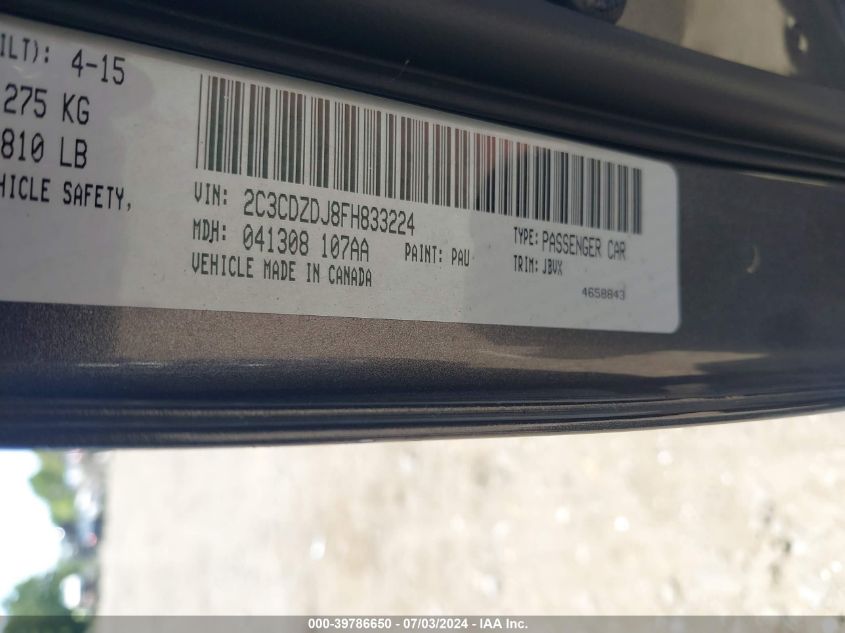 ILT): 4-15
275 KG
810 LB
HICLE SAFETY,
VIN: 2C3CDZDJ8FH833224
MDH: 041308 107AA
PAINT: PAU
VEHICLE MADE IN CANADA
TYPE: PASSENGER CAR
TRIM: JBVX
4658843
000-39786650 - 07/03/2024 - IAA Inc.